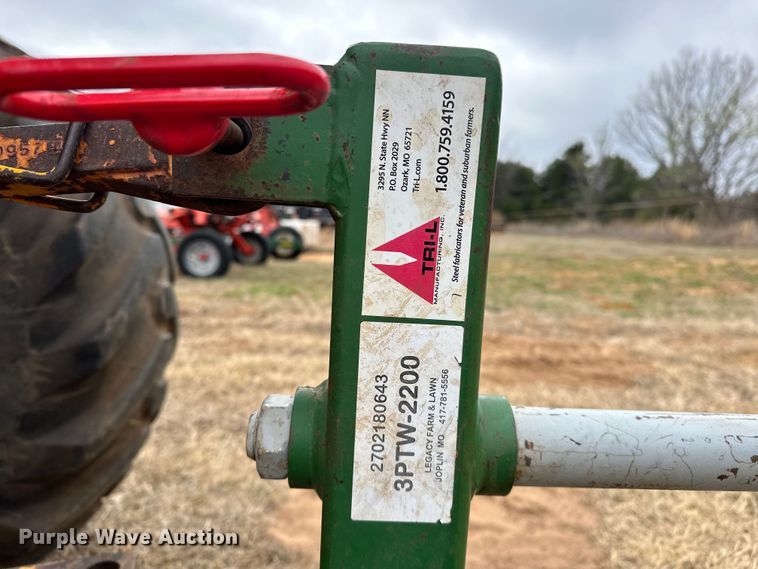 3295 N. State Hwy NN
P.O. Box 2029
Ozark, MO 65721
Tri-L.com
1.800.759.4159
TRI-L
MANUFACTURING, INC.
Steel fabricators for veteran and suburban farmers.
2702180643
3PTW-2200
LEGACY FARM & LAWN
JOPLIN MO 417-781-5556
Purple Wave Auction